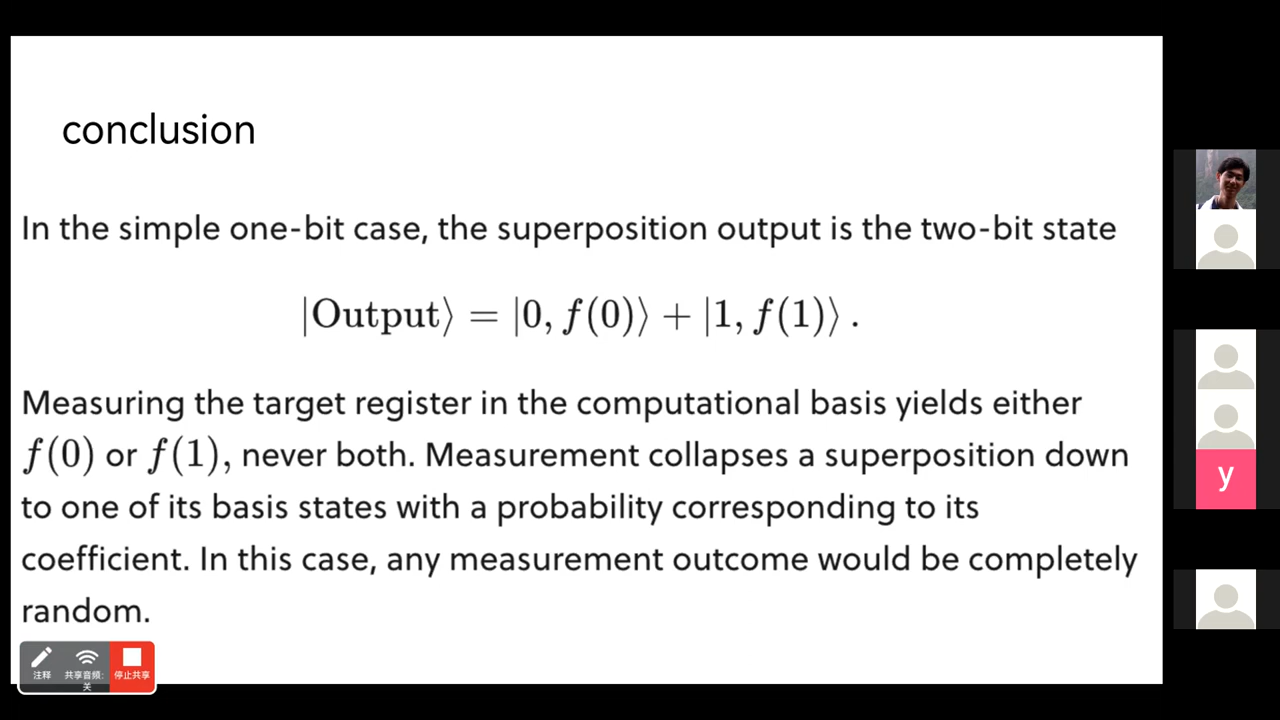 conclusion
In the simple one-bit case, the superposition output is the two-bit state
|Output⟩ = |0, f(0)⟩ + |1, f(1)⟩ .
Measuring the target register in the computational basis yields either
f(0) or f(1), never both. Measurement collapses a superposition down
to one of its basis states with a probability corresponding to its
coefficient. In this case, any measurement outcome would be completely
random.
注释
共享音频:
关
停止共享
y